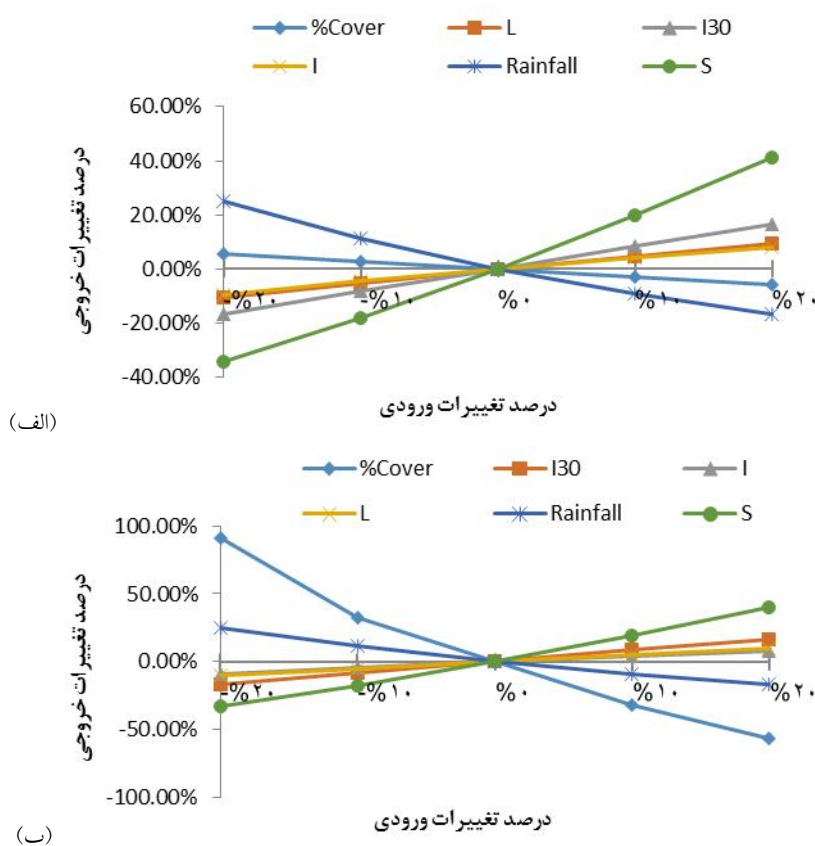 %Cover L I30
I Rainfall S
60.00%
40.00%
20.00%
0.00%
-20.00%
-40.00%
-%۲۰ -%۱۰ %۰ %۱۰ %۲۰
درصد تغییرات خروجی
درصد تغییرات ورودی
(الف)
%Cover I30 I
L Rainfall S
100.00%
50.00%
0.00%
-50.00%
-100.00%
-%۲۰ -%۱۰ %۰ %۱۰ %۲۰
درصد تغییرات خروجی
درصد تغییرات ورودی
(ب)